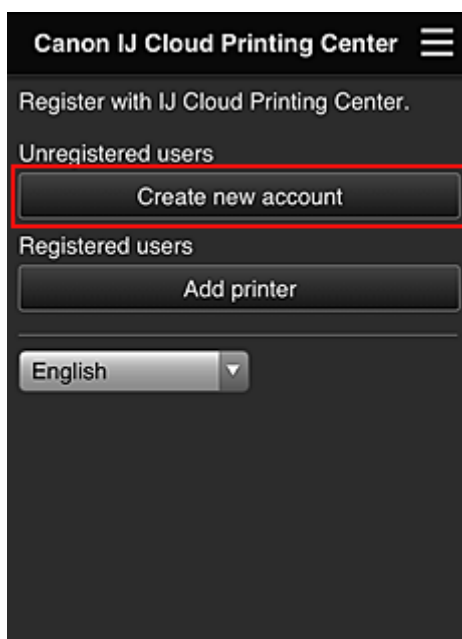 Canon IJ Cloud Printing Center
Register with IJ Cloud Printing Center.
Unregistered users
Create new account
Registered users
Add printer
English